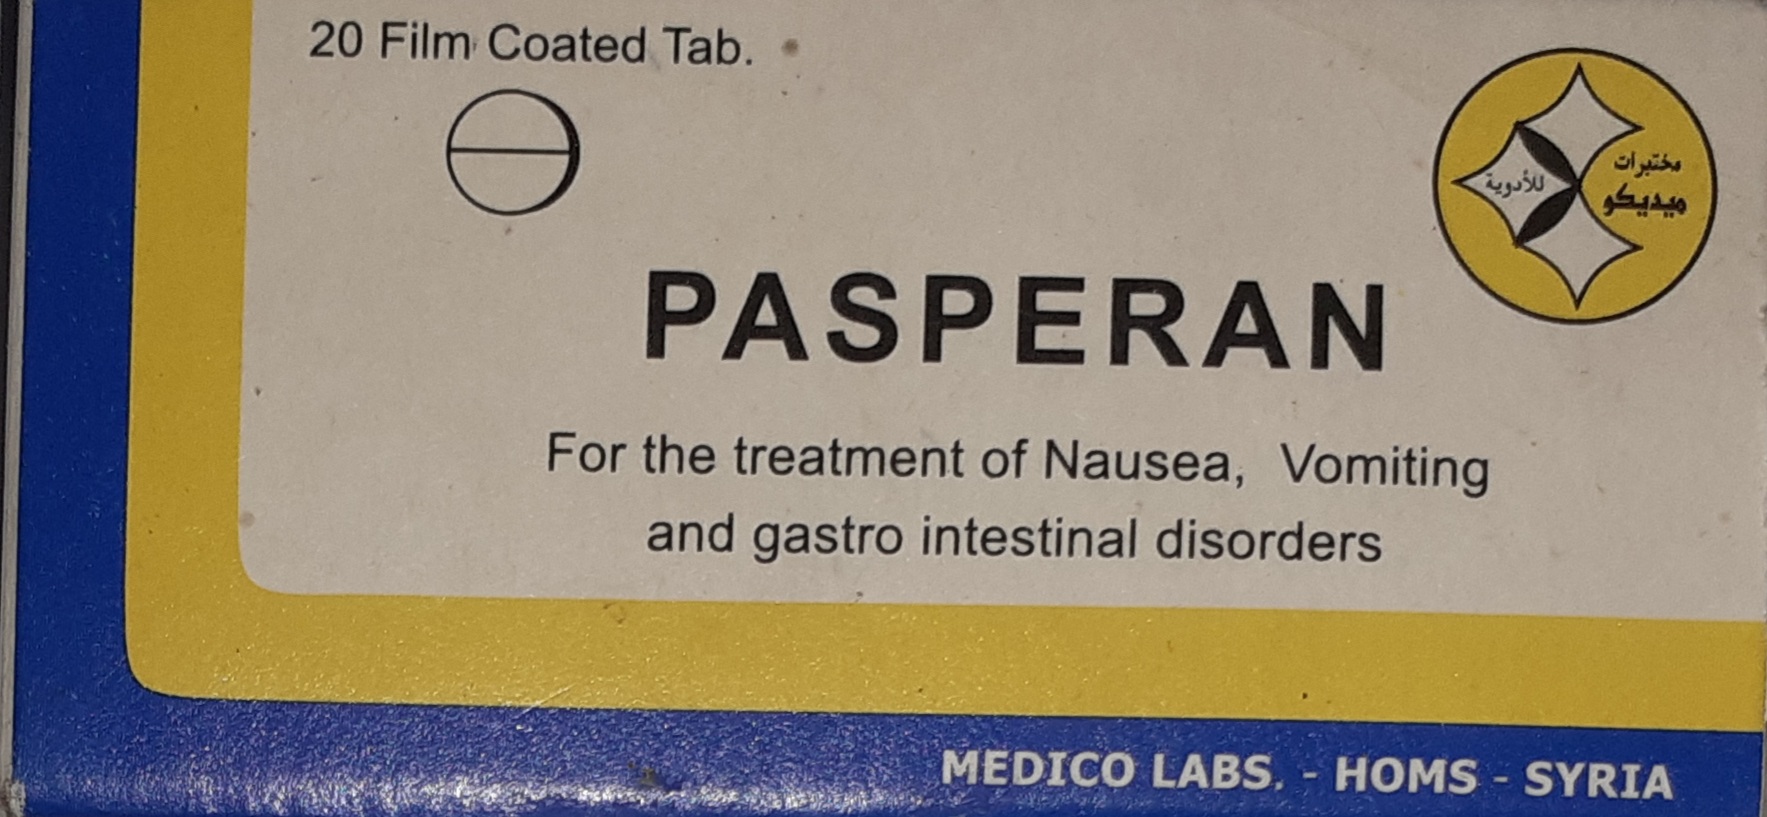 20 Film Coated Tab.
مختبرات
ميديكو
للأدوية
PASPERAN
For the treatment of Nausea, Vomiting
and gastro intestinal disorders
MEDICO LABS. - HOMS - SYRIA